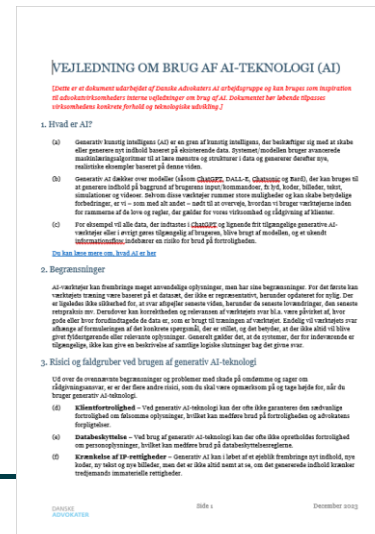 VEJLEDNING OM BRUG AF AI-TEKNOLOGI (AI)
[Dette er et dokument udarbejdet af Danske Advokaters AI-arbejdsgruppe og kan bruges som inspiration
til advokatvirksomheders interne vejledninger om brug af AI. Dokumentet bør løbende tilpasses
virksomhedens konkrete forhold og teknologiske udvikling.]
1. Hvad er AI?
(a) Generativ kunstig intelligens (AI) er en gren af kunstig intelligens, der beskæftiger sig med at skabe
eller generere nyt indhold baseret på eksisterende data. Systemet/modellen bruger avancerede
maskinlæringsalgoritmer til at lære mønstre og strukturer i data og genererer derefter nye,
realistiske eksempler baseret på denne viden.
(b) Generativ AI dækker over modeller (såsom ChatGPT, DALL-E, Chatsonic og Bard), der kan bruges til
at generere indhold på baggrund af brugerens input/kommandoer, fx lyd, koder, billeder, tekst,
simulationer og videoer. Selvom disse værktøjer rummer store muligheder og kan skabe betydelige
forbedringer, er vi – som med alt andet – nødt til at overveje, hvordan vi bruger værktøjerne inden
for rammerne af de love og regler, der gælder for vores virksomhed og rådgivning af klienter.
(c) For eksempel vil alle data, der indtastes i ChatGPT og lignende frit tilgængelige generative AI-
værktøjer eller i øvrigt gøres tilgængelig af brugeren, blive brugt af modellen, og et ukendt
informationsflow indebærer en risiko for brud på fortroligheden.
Du kan læse mere om, hvad AI er her
2. Begrænsninger
AI-værktøjer kan frembringe meget anvendelige oplysninger, men har sine begrænsninger. For det første kan
værktøjets træning være baseret på et datasæt, der ikke er repræsentativt, herunder opdateret for nylig. Der
er ligeledes ikke sikkerhed for, at svar afspejler seneste viden, herunder de seneste lovændringer, den seneste
retspraksis mv. Derudover kan korrektheden og relevansen af værktøjets svar bl.a. være påvirket af, hvor
gode eller hvor forudindtagede de data er, som er brugt til træningen af værktøjet. Endelig vil værktøjets svar
afhænge af formuleringen af det konkrete spørgsmål, der er stillet, og det betyder, at der ikke altid vil blive
givet fyldestgørende eller relevante oplysninger. Generelt gælder det, at de systemer, der for indeværende er
tilgængelige, ikke kan give en beskrivelse af samtlige logiske slutninger bag det givne svar.
3. Risici og faldgruber ved brugen af generativ AI-teknologi
Ud over de ovennævnte begrænsninger og problemer med skade på omdømme og sager om
rådgivningsansvar, er er der flere andre risici, som du skal være opmærksom på og tage højde for, når du
bruger generativ AI-teknologi.
(d) Klientfortrolighed – Ved generativ AI-teknologi kan der ofte ikke garanteres den sædvanlige
fortrolighed om følsomme oplysninger, hvilket kan medføre brud på fortroligheden og advokatens
forpligtelser.
(e) Databeskyttelse – Ved brug af generativ AI-teknologi kan der ofte ikke opretholdes fortrolighed
om personoplysninger, hvilket kan medføre brud på databeskyttelsesreglerne.
(f) Krænkelse af IP-rettigheder – Generativ AI kan i løbet af et øjeblik frembringe nyt indhold, nye
koder, ny tekst og nye billeder, men det er ikke altid nemt at se, om det genererede indhold krænker
tredjemands immaterielle rettigheder.
DANSKE
ADVOKATER
Side 1
December 2023